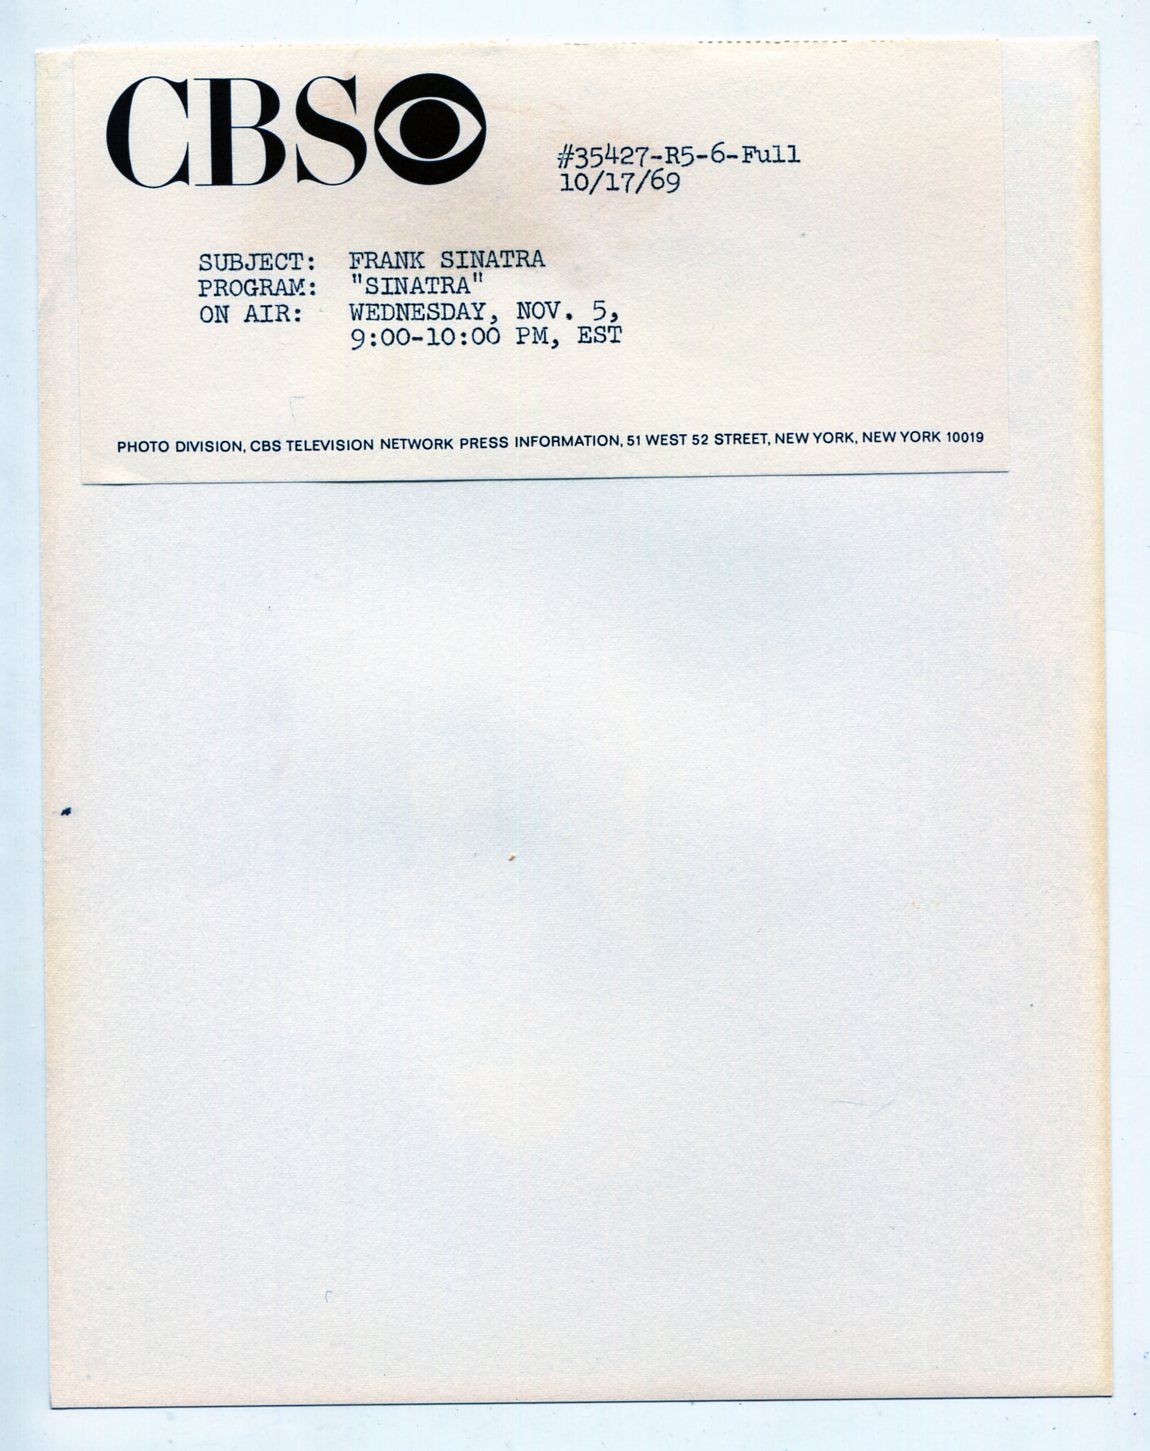 CBS
#35427-R5-6-Full
10/17/69
SUBJECT: FRANK SINATRA
PROGRAM: "SINATRA"
ON AIR: WEDNESDAY, NOV. 5,
9:00-10:00 PM, EST
PHOTO DIVISION, CBS TELEVISION NETWORK PRESS INFORMATION, 51 WEST 52 STREET, NEW YORK, NEW YORK 10019